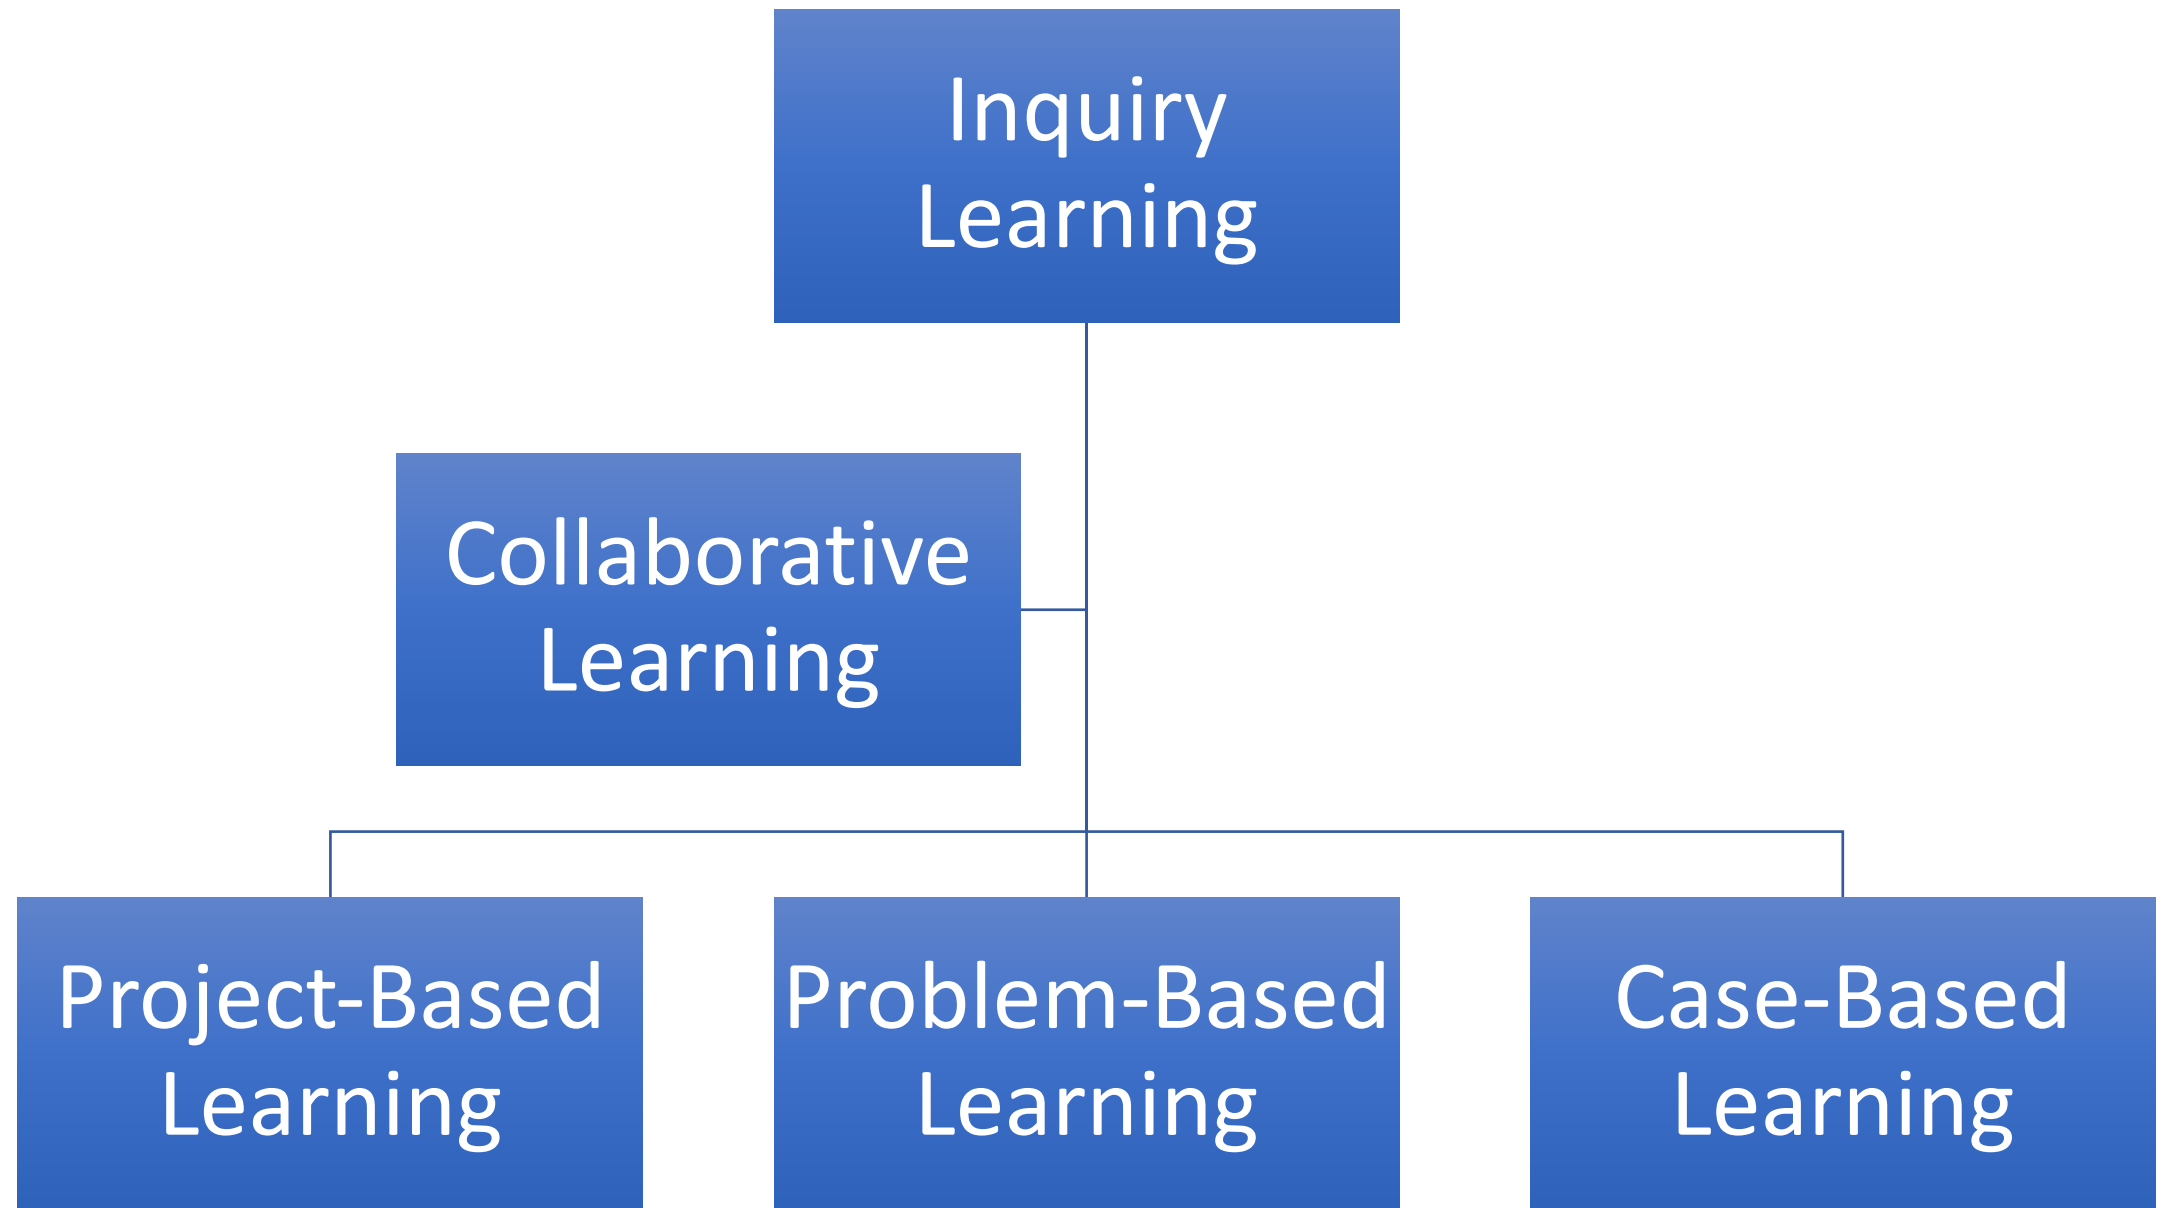 Inquiry
Learning
Collaborative
Learning
Project-Based
Learning
Problem-Based
Learning
Case-Based
Learning